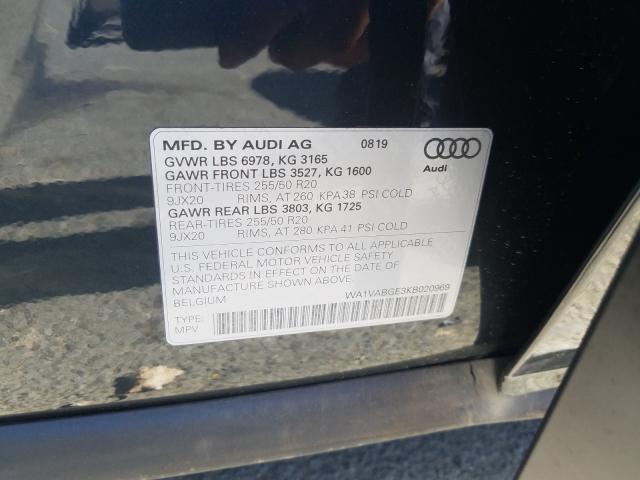 MFD. BY AUDI AG 0819
GVWR LBS 6978, KG 3165
GAWR FRONT LBS 3527, KG 1600
FRONT-TIRES 255/50 R20
9JX20 RIMS, AT 260 KPA 38 PSI COLD
GAWR REAR LBS 3803, KG 1725
REAR-TIRES 255/50 R20
9JX20 RIMS, AT 280 KPA 41 PSI COLD
THIS VEHICLE CONFORMS TO ALL APPLICABLE
U.S. FEDERAL MOTOR VEHICLE SAFETY
STANDARDS IN EFFECT ON THE DATE OF
MANUFACTURE SHOWN ABOVE.
BELGIUM WA1VABGE3KB020969
TYPE:
MPV
Audi